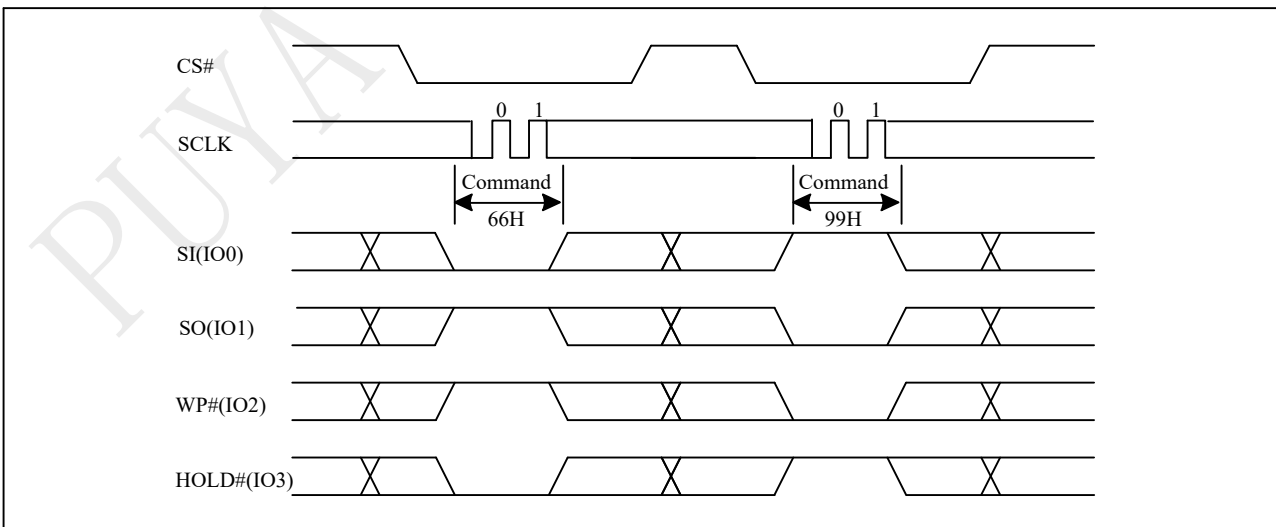 PUYA
CS#
0 1 0 1
SCLK
Command Command
66H 99H
SI(IO0)
SO(IO1)
WP#(IO2)
HOLD#(IO3)